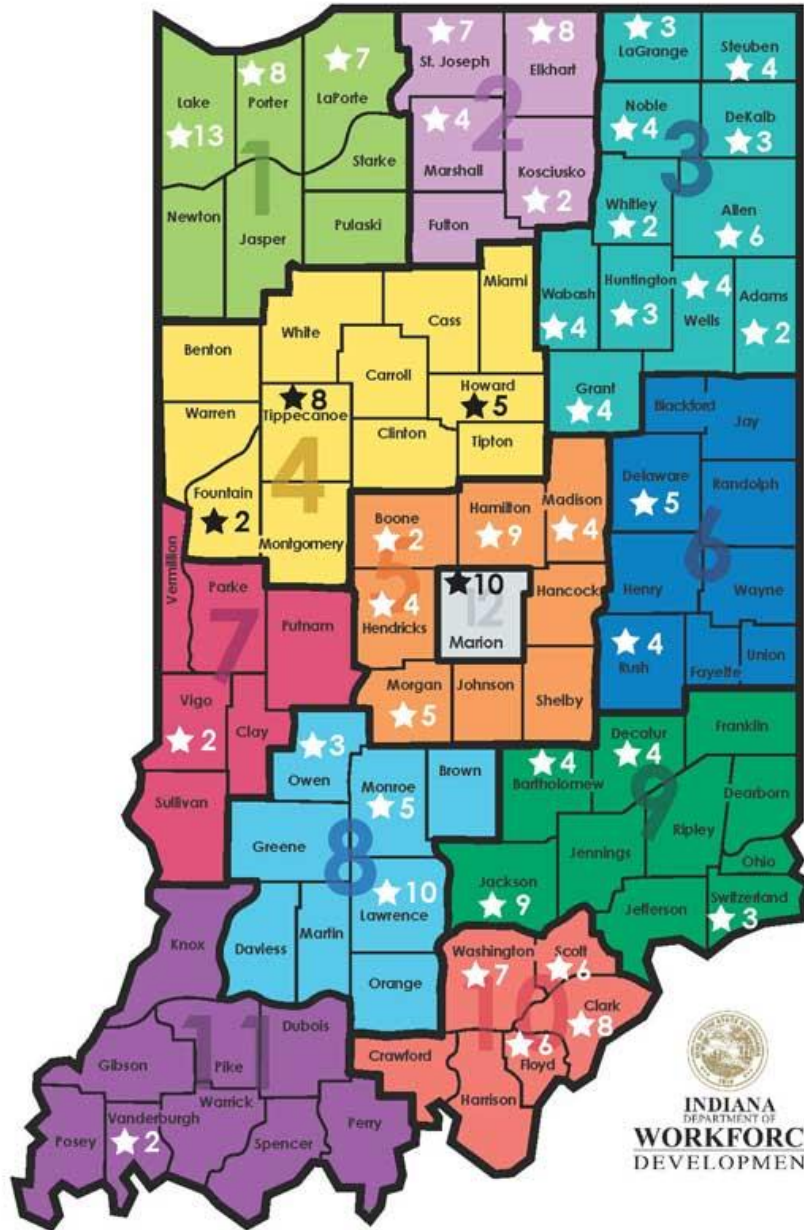 3
LaGrange
Steuben
4
7
St. Joseph
8
Elkhart
7
LaPorte
8
Porter
Lake
13
Noble
4
DeKalb
3
4
Marshall
2
3
Starke
Kosciusko
2
Whitley
2
Allen
6
1
Newton
Jasper
Pulaski
Fulton
Miami
Wabash
4
Huntington
3
4
Wells
Adams
2
White
Cass
Benton
Carroll
Howard
5
Grant
4
8
Tippecanoe
Warren
Clinton
Tipton
Blackford
Jay
4
Fountain
2
Montgomery
Boone
2
Hamilton
9
Madison
4
Delaware
5
Randolph
6
5
10
12
Marion
Hancock
Henry
Wayne
Vermillion
Parke
7
Putnam
4
Hendricks
4
Rush
Fayette
Union
Morgan
5
Johnson
Shelby
Vigo
2
Clay
3
Owen
Decatur
4
Franklin
Monroe
5
Brown
4
Bartholomew
9
Dearborn
Sullivan
Greene
8
Ripley
Jennings
Ohio
10
Lawrence
Jackson
9
Jefferson
Switzerland
3
Knox
Daviess
Martin
Washington
7
Scott
6
Orange
10
Clark
8
Dubois
11
Gibson
Pike
Crawford
6
Floyd
Harrison
Warrick
Vanderburgh
2
Posey
Spencer
Perry
INDIANA
DEPARTMENT OF
WORKFORC
DEVELOPMEN